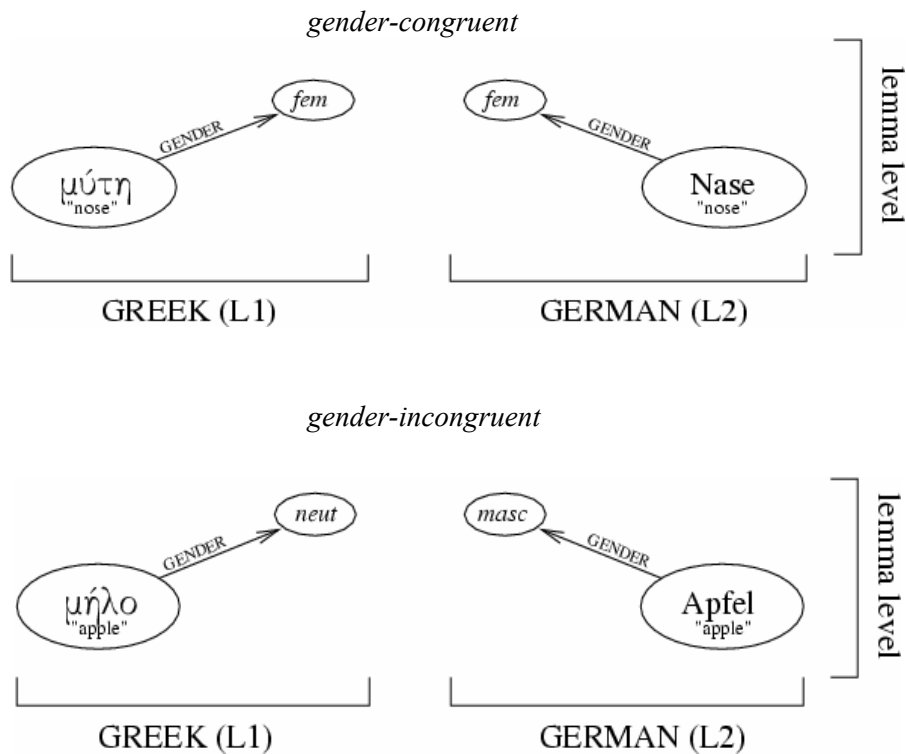 gender-congruent
fem
fem
GENDER
GENDER
μύτη
"nose"
Nase
"nose"
lemma level
GREEK (L1)
GERMAN (L2)
gender-incongruent
neut
masc
GENDER
GENDER
μήλο
"apple"
Apfel
"apple"
lemma level
GREEK (L1)
GERMAN (L2)